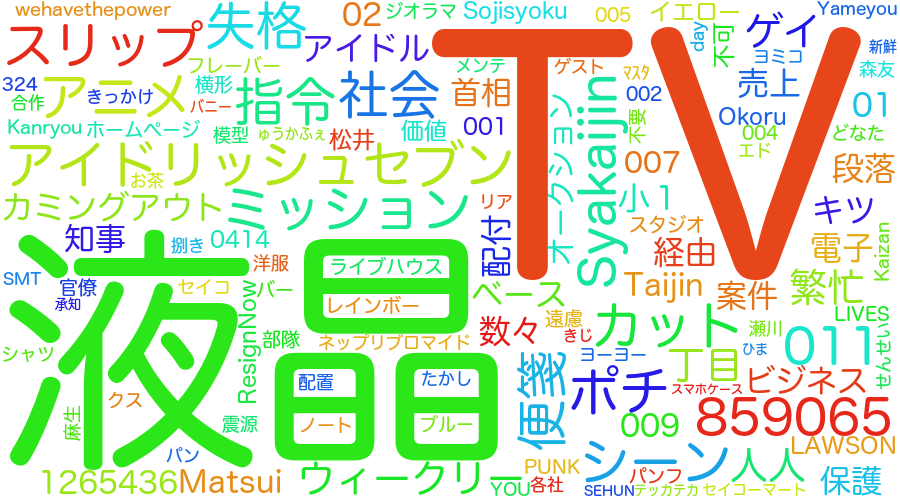 wehavethepower
失格
02
ジオラマ
Sojisyoku
005
イエロー
Yameyou
スリップ
アイドル
TV
day
不可
ゲイ
新鮮
フレーバー
メンテ
ゲスト
マスタ
ヨミコ
森友
324
アニメ
横形
指令
社会
首相
Syakaijin
002
売上
合作
きっかけ
バニー
01
Kanryou
ホームページ
模型
ゅうかふぇ
松井
価値
001
オークション
不要
Okoru
004
エド
どなた
アイドリッシュセブン
お茶
007
段落
カミングアウト
ミッション
リア
小1
キツ
知事
捌き
0414
配付
スタジオ
経由
電子
Kaizan
SMT
官僚
承知
洋服
ライブハウス
セイコ
バー
ベース
Taijin
案件
繁忙
液晶
レインボー
ResignNow
部隊
ネップリブロマイド
数々
遠慮
きじ
カット
瀬川
LIVES
せんせい
シャツ
ヨーヨー
丁目
ひま
011
配置
たかし
便箋
ポチ
スマホケース
ビジネス
麻生
クス
震源
ノート
ブルー
009
859065
パン
シーン
人人
LAWSON
1265436
Matsui
ウィークリー
PUNK
YOU
各社
SEHUN
パンフ
テッカテカ
セイコーマート
保護